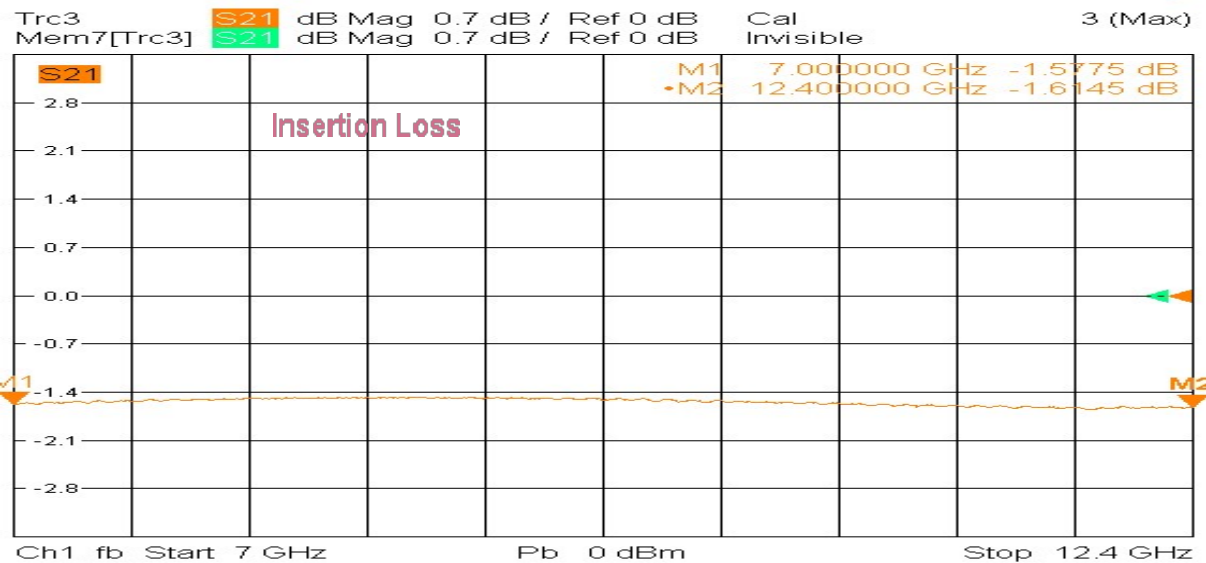 Trc3 S21 dB Mag 0.7 dB / Ref 0 dB Cal 3 (Max)
Mem7[Trc3] S21 dB Mag 0.7 dB / Ref 0 dB Invisible
S21 M1 7.000000 GHz -1.5775 dB
•M2 12.400000 GHz -1.6145 dB
2.8
Insertion Loss
2.1
1.4
0.7
0.0
-0.7
M1 M2
-1.4
-2.1
-2.8
Ch1 fb Start 7 GHz Pb 0 dBm Stop 12.4 GHz